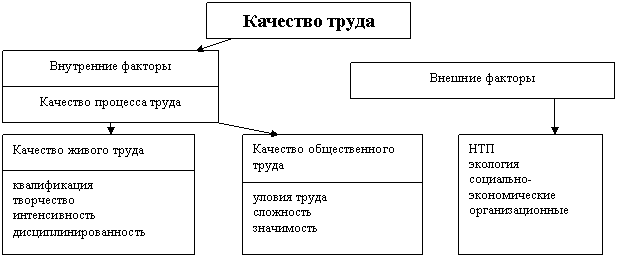 Качество труда
Внутренние факторы
Качество процесса труда
Внешние факторы
Качество живого труда
квалификация
творчество
интенсивность
дисциплинированность
Качество общественного
труда
уловия труда
сложность
значимость
НТП
экология
социально-
экономические
организационные